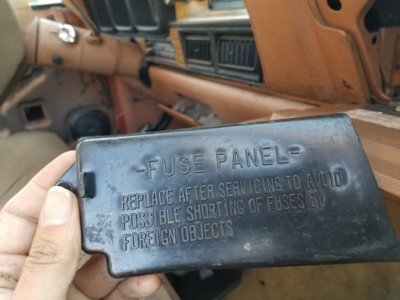 -FUSE PANEL-
REPLACE AFTER SERVICING TO AVOID
POSSIBLE SHORTING OF FUSES BY
FOREIGN OBJECTS